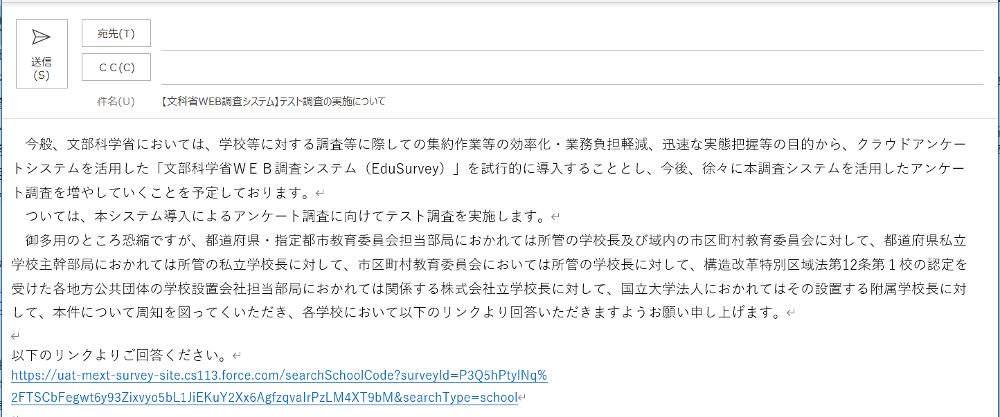 宛先(T)
送信
(S)
ＣＣ(C)
件名(U) 【文科省WEB調査システム】テスト調査の実施について
今般、文部科学省においては、学校等に対する調査等に際しての集約作業等の効率化・業務負担軽減、迅速な実態把握等の目的から、クラウドアンケー
トシステムを活用した「文部科学省ＷＥＢ調査システム（EduSurvey）」を試行的に導入することとし、今後、徐々に本調査システムを活用したアンケー
ト調査を増やしていくことを予定しております。
ついては、本システム導入によるアンケート調査に向けてテスト調査を実施します。
御多用のところ恐縮ですが、都道府県・指定都市教育委員会担当部局におかれては所管の学校長及び域内の市区町村教育委員会に対して、都道府県私立
学校主幹部局におかれては所管の私立学校長に対して、市区町村教育委員会においては所管の学校長に対して、構造改革特別区域法第12条第１校の認定を
受けた各地方公共団体の学校設置会社担当部局におかれては関係する株式会社立学校長に対して、国立大学法人におかれてはその設置する附属学校長に対
して、本件について周知を図ってくいただき、各学校において以下のリンクより回答いただきますようお願い申し上げます。
以下のリンクよりご回答ください。
https://uat-mext-survey-site.cs113.force.com/searchSchoolCode?surveyId=P3Q5hPtyINq%
2FTSCbFegwt6y93Zixvyo5bL1JiEKuY2Xx6AgfzqvaIrPzLM4XT9bM&searchType=school